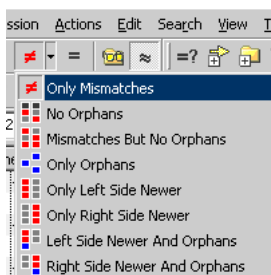 ssion Actions Edit Search View
=?
Only Mismatches
No Orphans
2
Mismatches But No Orphans
Only Orphans
Only Left Side Newer
Only Right Side Newer
Left Side Newer And Orphans
Right Side Newer And Orphans